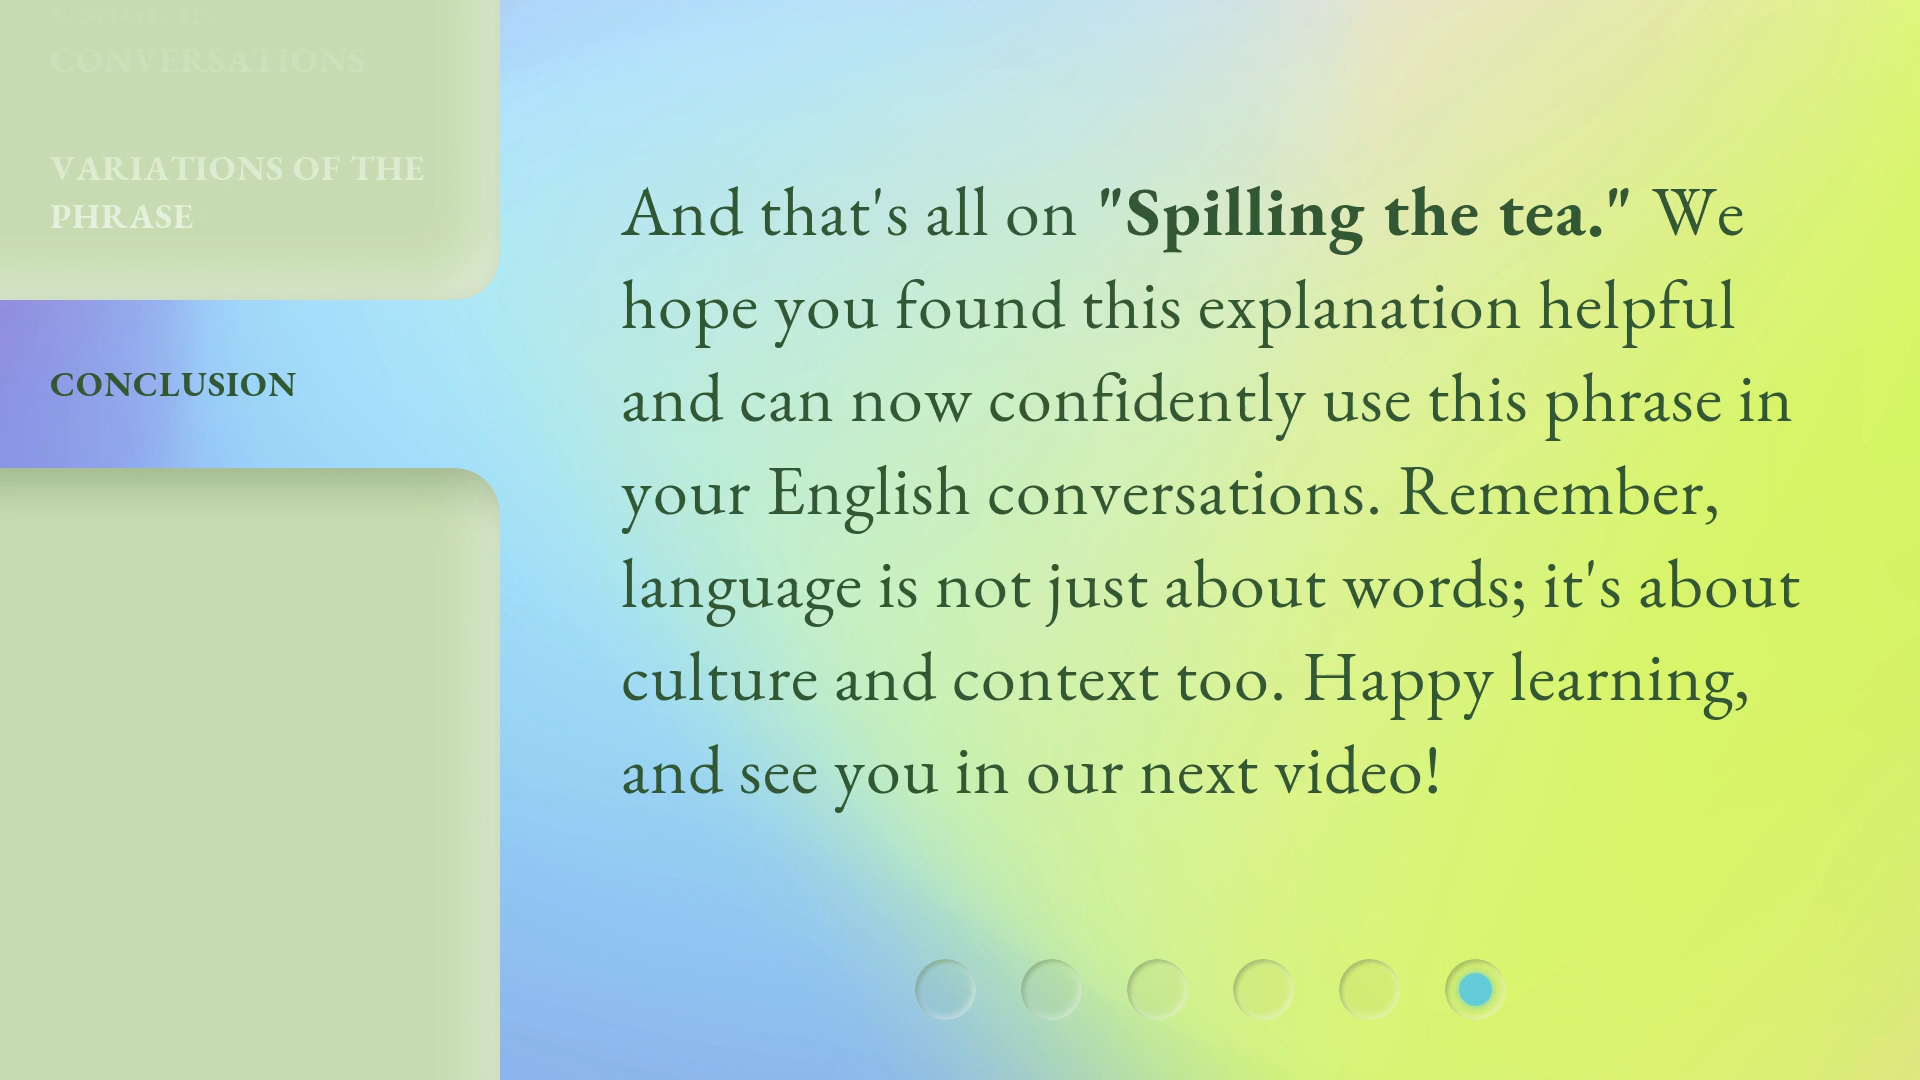 CONVERSATIONS
VARIATIONS OF THE
PHRASE
CONCLUSION
And that's all on "Spilling the tea." We
hope you found this explanation helpful
and can now confidently use this phrase in
your English conversations. Remember,
language is not just about words; it's about
culture and context too. Happy learning,
and see you in our next video!